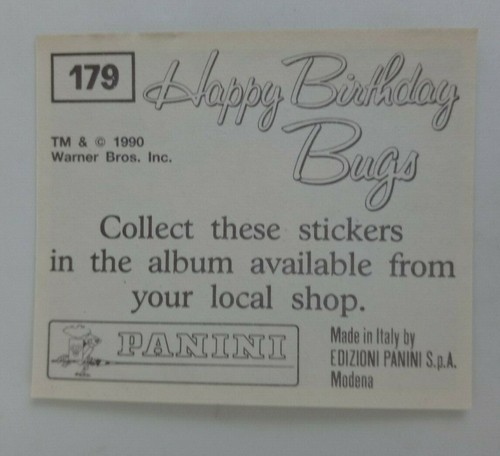 179
Happy Birthday
Bugs
TM & © 1990
Warner Bros. Inc.
Collect these stickers
in the album available from
your local shop.
PANINI
Made in Italy by
EDIZIONI PANINI S.p.A.
Modena